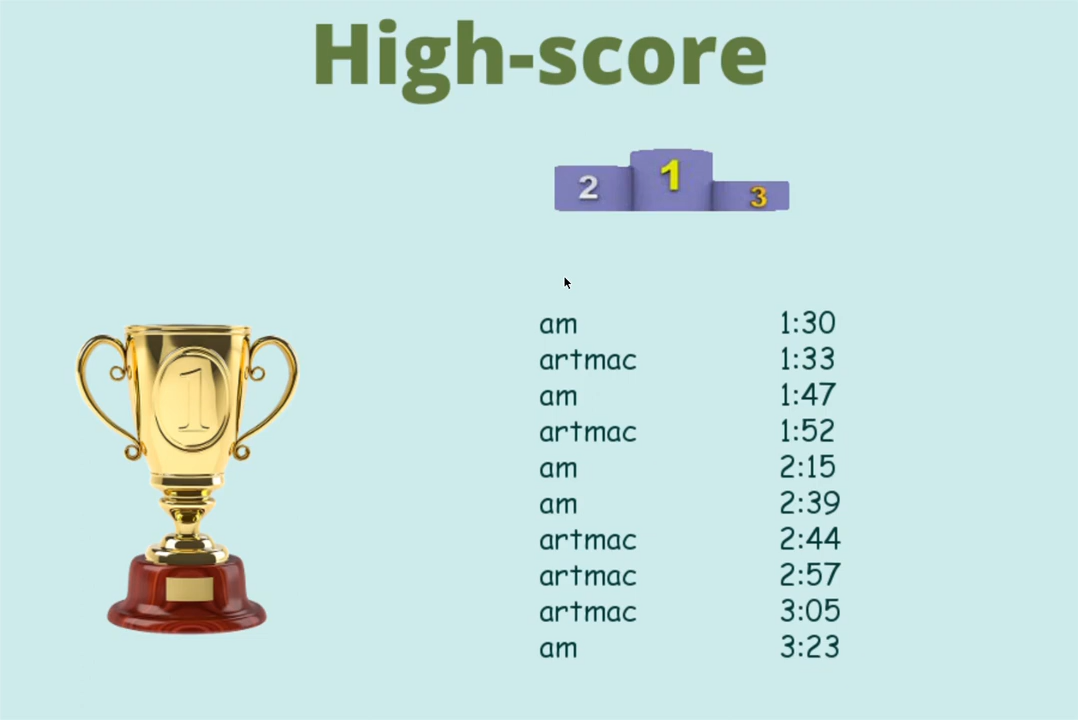 High-score
2 1 3
am 1:30
artmac 1:33
am 1:47
artmac 1:52
am 2:15
am 2:39
artmac 2:44
artmac 2:57
artmac 3:05
am 3:23
1